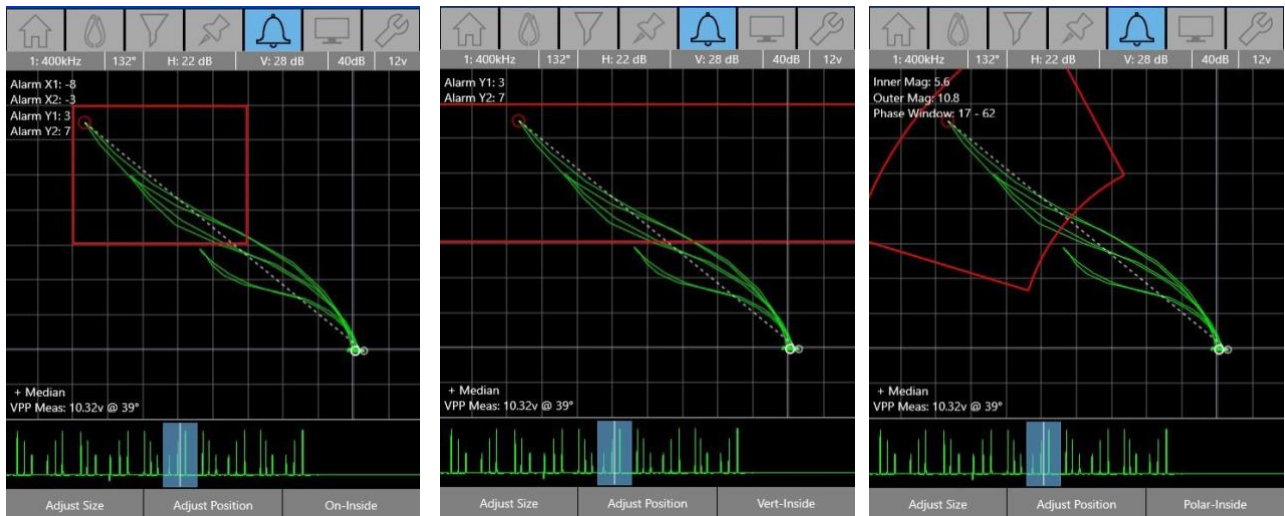 1: 400kHz 132° H: 22 dB V: 28 dB 40dB 12v
Alarm X1: -8
Alarm X2: -3
Alarm Y1: 3
Alarm Y2: 7
+ Median
VPP Meas: 10.32v @ 39°
Adjust Size Adjust Position On-Inside
1: 400kHz 132° H: 22 dB V: 28 dB 40dB 12v
Alarm Y1: 3
Alarm Y2: 7
+ Median
VPP Meas: 10.32v @ 39°
Adjust Size Adjust Position Vert-Inside
1: 400kHz 132° H: 22 dB V: 28 dB 40dB 12v
Inner Mag: 5.6
Outer Mag: 10.8
Phase Window: 17 - 62
+ Median
VPP Meas: 10.32v @ 39°
Adjust Size Adjust Position Polar-Inside